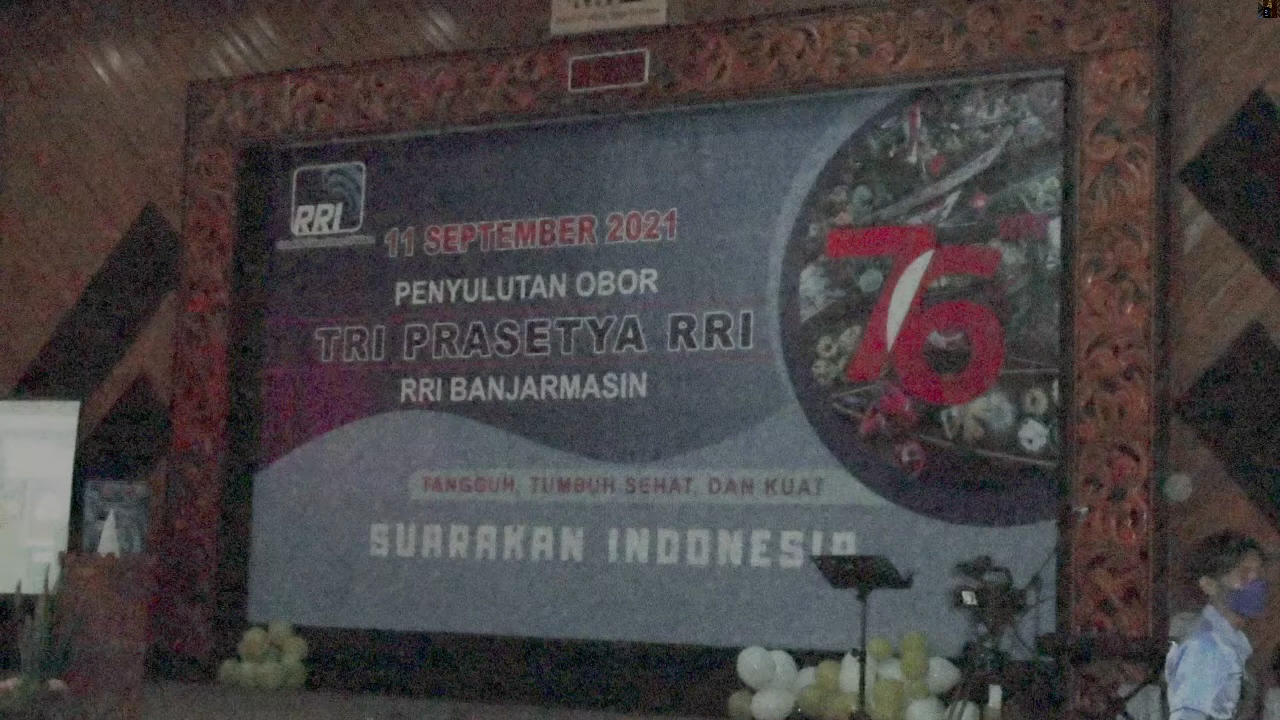 RRI
11 SEPTEMBER 2021
PENYULUTAN OBOR
TRI PRASETYA RRI
RRI BANJARMASIN
76
TANGGUH, TUMBUH SEHAT, DAN KUAT
SUARAKAN INDONESIA